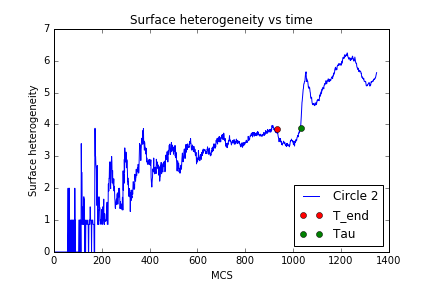 Surface heterogeneity vs time
7
6
5
4
3
2
1
0
Surface heterogeneity
0 200 400 600 800 1000 1200 1400
MCS
Circle 2
T_end
Tau